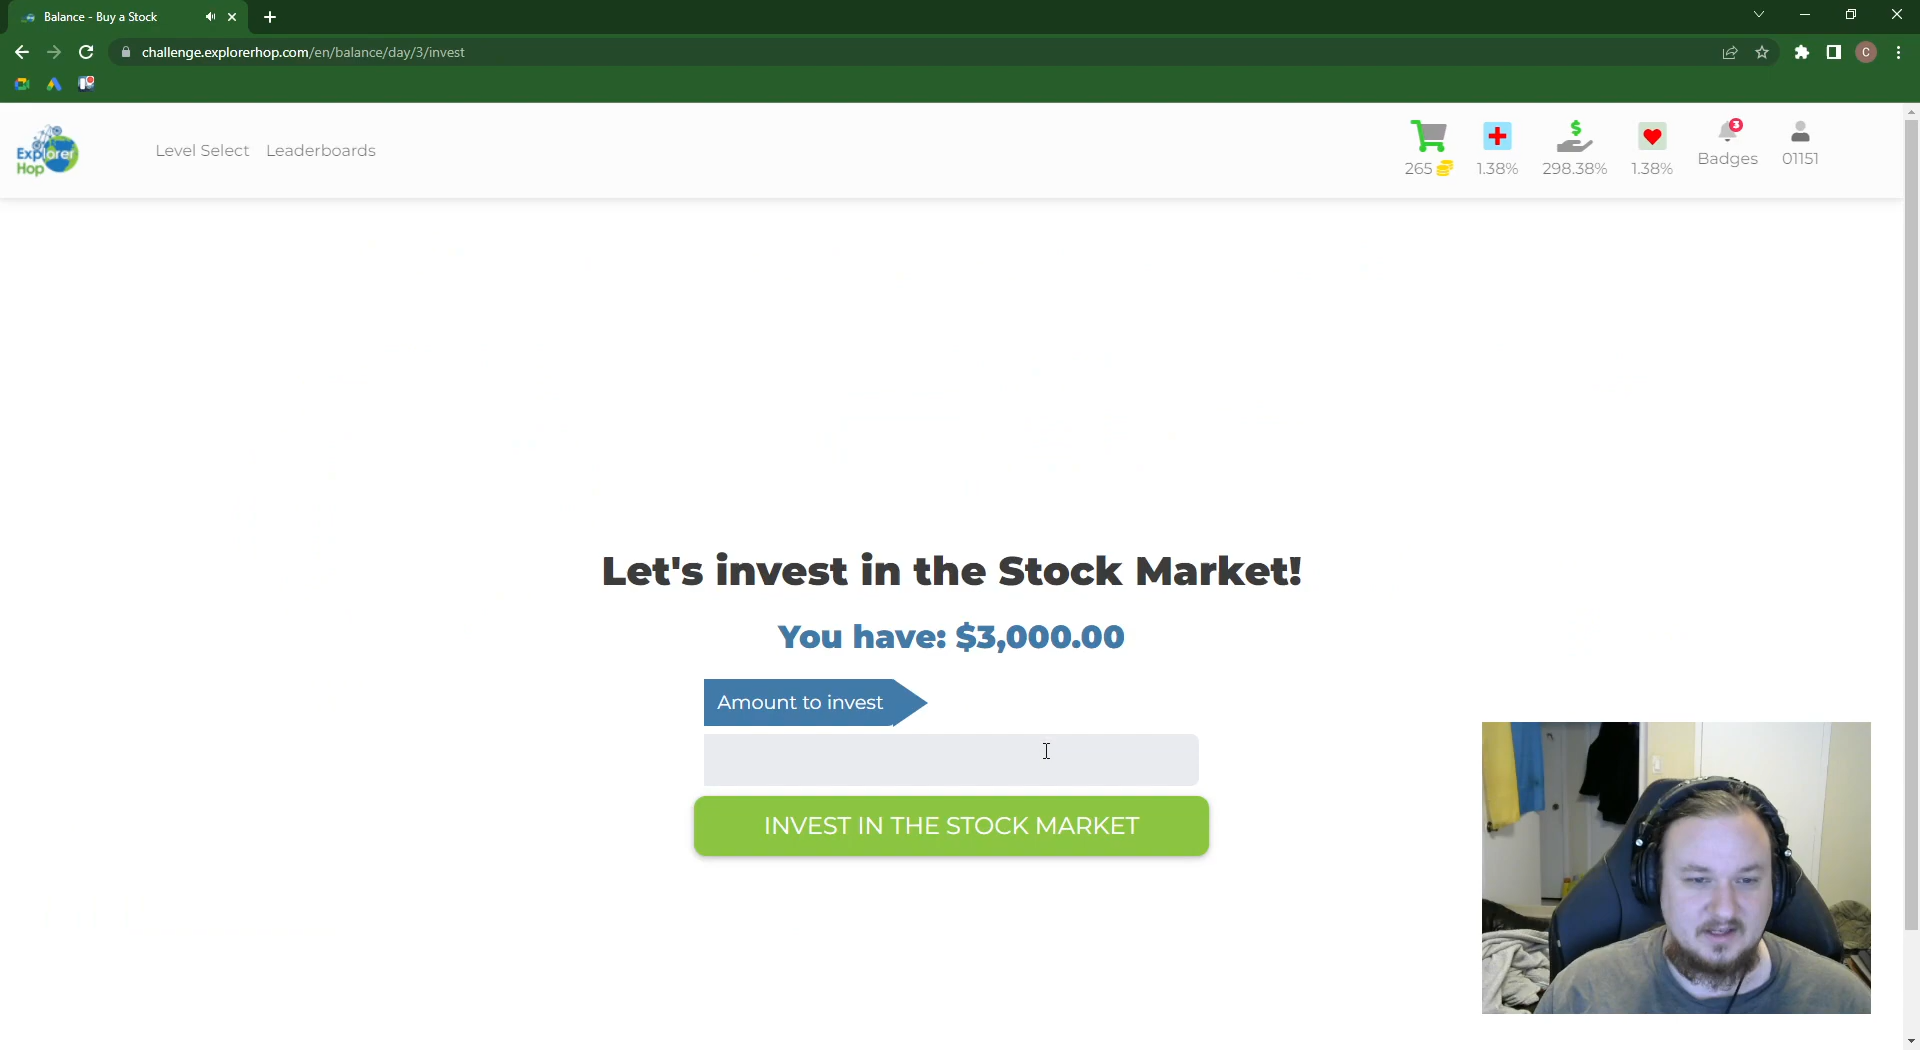 Balance - Buy a Stock
challenge.explorerhop.com/en/balance/day/3/invest
C
Explorer
Hop
Level Select
Leaderboards
265
1.38%
298.38%
1.38%
3
Badges
01151
Let's invest in the Stock Market!
You have: $3,000.00
Amount to invest
INVEST IN THE STOCK MARKET